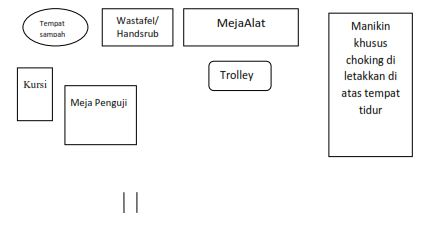 Tempat
sampah
Wastafel/
Handsrub
MejaAlat
Manikin
khusus
choking di
letakkan di
atas tempat
tidur
Trolley
Kursi
Meja Penguji